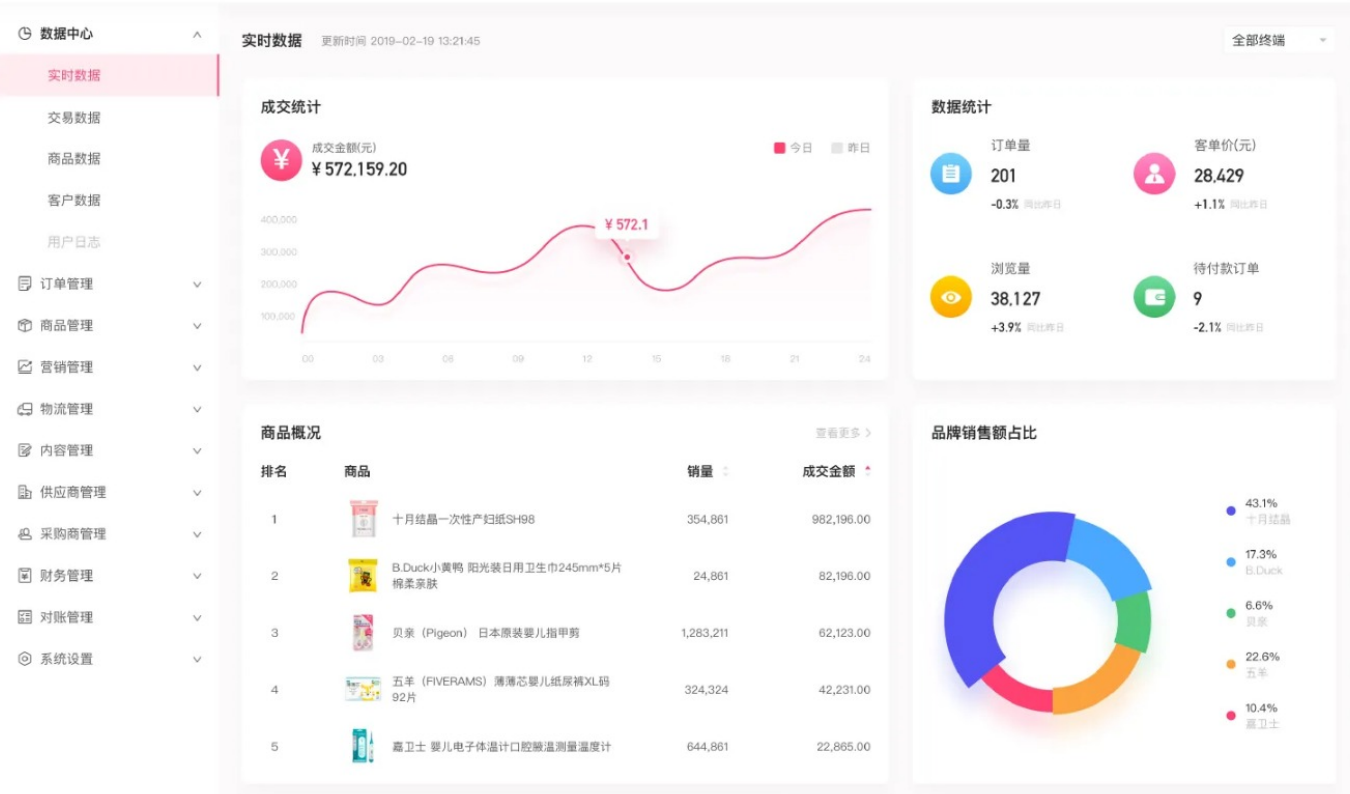 数据中心
实时数据
交易数据
商品数据
客户数据
用户日志
订单管理
商品管理
营销管理
物流管理
内容管理
供应商管理
采购商管理
财务管理
对账管理
系统设置
实时数据 更新时间 2019-02-19 13:21:45
全部终端
成交统计
¥
成交金额(元)
¥ 572,159.20
今日 昨日
400,000
300,000
200,000
100,000
¥ 572.1
00 03 06 09 12 15 18 21 24
数据统计
订单量
201
-0.3% 同比昨日
客单价(元)
28,429
+1.1% 同比昨日
浏览量
38,127
+3.9% 同比昨日
待付款订单
9
-2.1% 同比昨日
商品概况 查看更多
排名 商品 销量 成交金额
1 十月结晶一次性产妇纸SH98 354,861 982,196.00
2 B.Duck小黄鸭 阳光装日用卫生巾245mm*5片 24,861 82,196.00
棉柔亲肤
3 贝亲（Pigeon） 日本原装婴儿指甲剪 1,283,211 62,123.00
4 五羊（FIVERAMS）薄薄芯婴儿纸尿裤XL码 324,324 42,231.00
92片
5 嘉卫士 婴儿电子体温计口腔腋温测量温度计 644,861 22,865.00
品牌销售额占比
43.1%
十月结晶
17.3%
B.Duck
6.6%
贝亲
22.6%
五羊
10.4%
嘉卫士